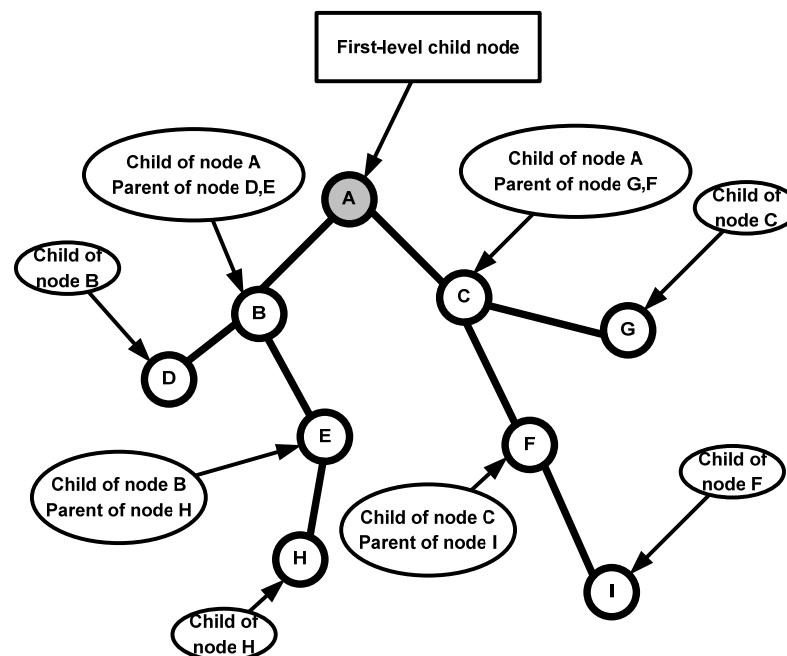 First-level child node
Child of node A
Parent of node D,E
Child of node A
Parent of node G,F
Child of
node C
A
Child of
node B
B
C
G
D
E
F
Child of node B
Parent of node H
Child of node C
Parent of node I
Child of
node F
H
I
Child of
node H